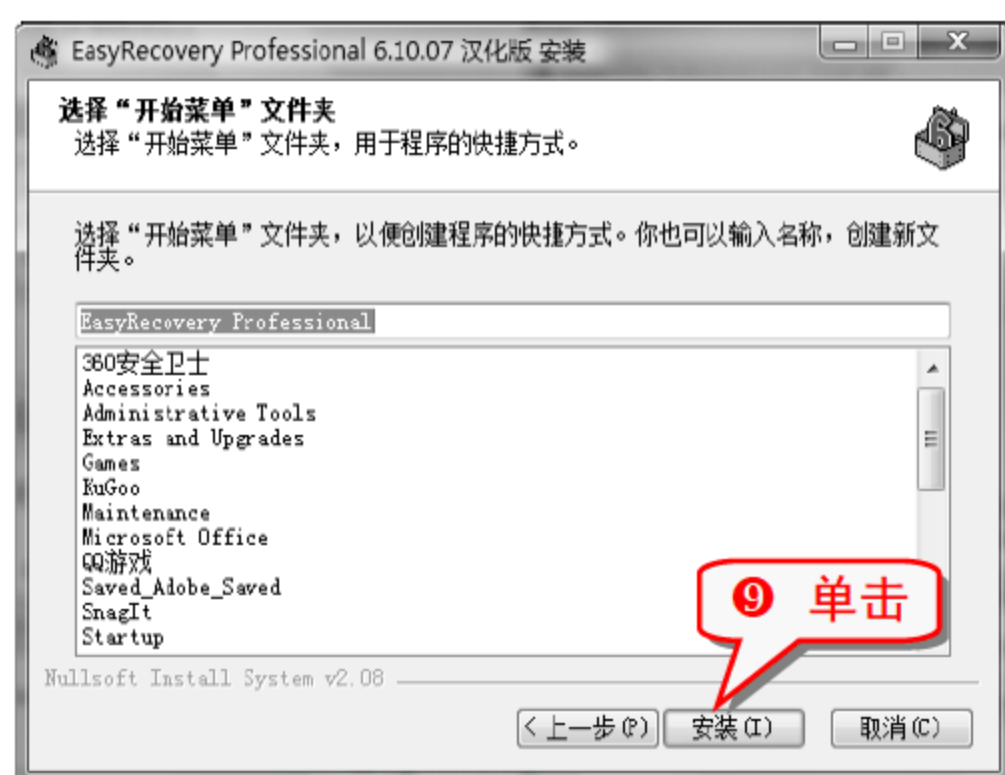 EasyRecovery Professional 6.10.07 汉化版 安装
选择“开始菜单”文件夹
选择“开始菜单”文件夹，用于程序的快捷方式。
选择“开始菜单”文件夹，以便创建程序的快捷方式。你也可以输入名称，创建新文
件夹。
EasyRecovery Professional
360安全卫士
Accessories
Administrative Tools
Extras and Upgrades
Games
KuGoo
Maintenance
Microsoft Office
QQ游戏
Saved_Adobe_Saved
SnagIt
Startup
❾ 单击
Nullsoft Install System v2.08
< 上一步(P) 安装(I) 取消(C)